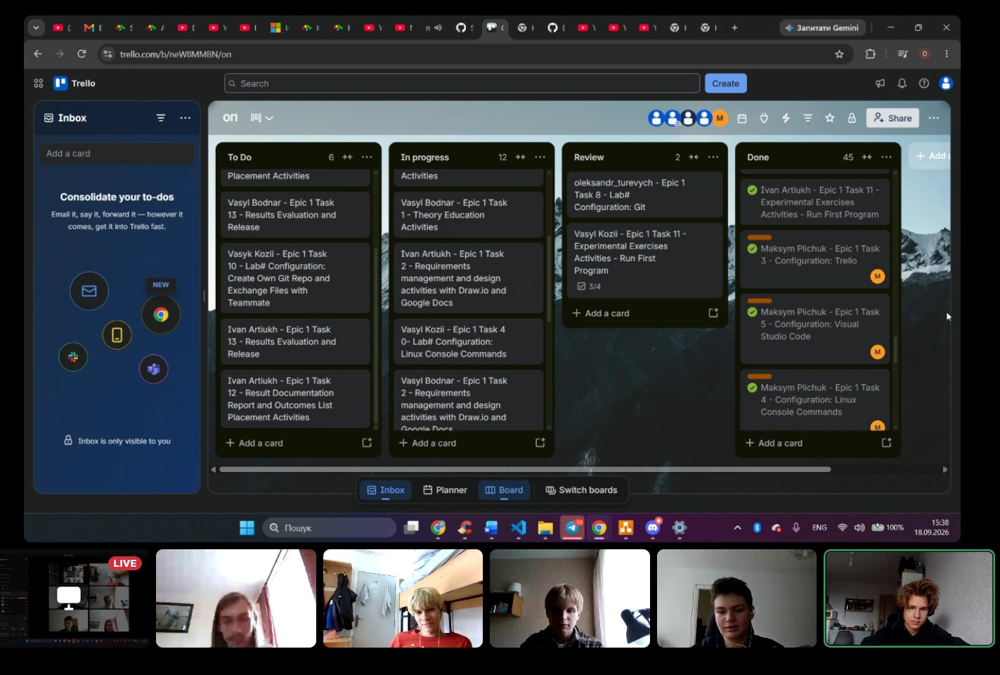 Запитати Gemini
trello.com/b/neW8MMBN/оп
О
Trello
Search
Create
Inbox
Add a card
Consolidate your to-dos
Email it, say it, forward it — however it
comes, get it into Trello fast.
NEW
Inbox is only visible to you
ОП
M
Share
To Do 6
Placement Activities
Vasyl Bodnar - Epic 1 Task
13 - Results Evaluation and
Release
Vasyk Kozii - Epic 1 Task
10 - Lab# Configuration:
Create Own Git Repo and
Exchange Files with
Teammate
Ivan Artiukh - Epic 1 Task
13 - Results Evaluation and
Release
Ivan Artiukh - Epic 1 Task
12 - Result Documentation
Report and Outcomes List
Placement Activities
+ Add a card
In progress 12
Activities
Vasyl Bodnar - Epic 1 Task
1 - Theory Education
Activities
Ivan Artiukh - Epic 1 Task
2 - Requirements
management and design
activities with Draw.io and
Google Docs
Vasyl Kozii - Epic 1 Task 4
0- Lab# Configuration:
Linux Console Commands
Vasyl Bodnar - Epic 1 Task
2 - Requirements
management and design
activities with Draw.io and
Google Docs
+ Add a card
Review 2
oleksandr_turevych - Epic 1
Task 8 - Lab#
Configuration: Git
Vasyl Kozii - Epic 1 Task 11 -
Experimental Exercises
Activities - Run First
Program
3/4
+ Add a card
Done 45
Ivan Artiukh - Epic 1 Task 11 -
Experimental Exercises
Activities - Run First Program
Maksym Plichuk - Epic 1 Task
3 - Configuration: Trello
M
Maksym Plichuk - Epic 1 Task
5 - Configuration: Visual
Studio Code
M
Maksym Plichuk - Epic 1 Task
4 - Configuration: Linux
Console Commands
M
+ Add a card
+ Add a
Inbox
Planner
Board
Switch boards
Пошук
53
ENG
100%
15:38
18.09.2026
LIVE